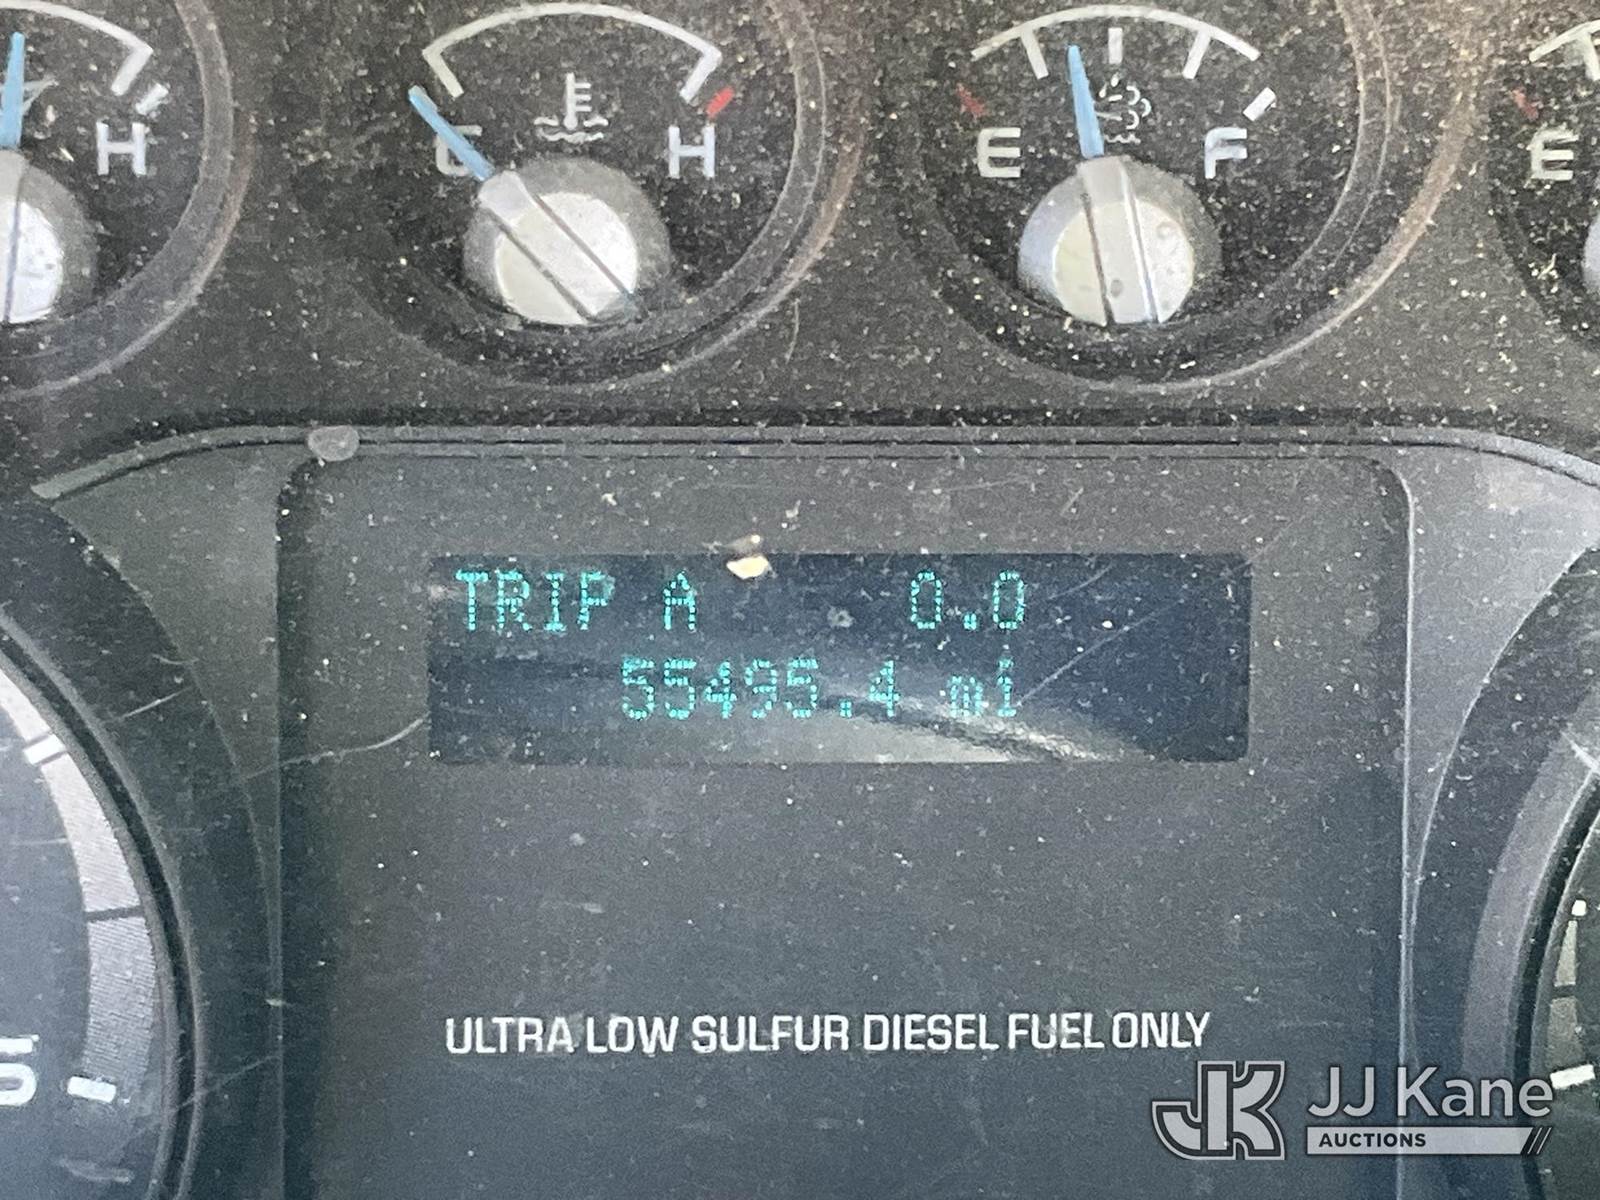 H
C H
E F
E
TRIP A 0.0
55495.4 mi
ULTRA LOW SULFUR DIESEL FUEL ONLY
JK JJ Kane
AUCTIONS